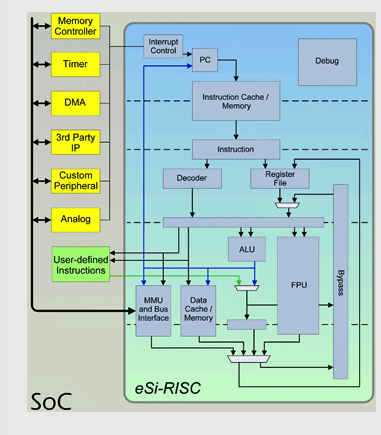 Memory
Controller
Timer
DMA
3rd Party
IP
Custom
Peripheral
Analog
User-defined
Instructions
Interrupt
Control
PC
Debug
Instruction Cache /
Memory
Instruction
Decoder
Register
File
ALU
FPU
Bypass
MMU
and Bus
Interface
Data
Cache /
Memory
eSi-RISC
SoC